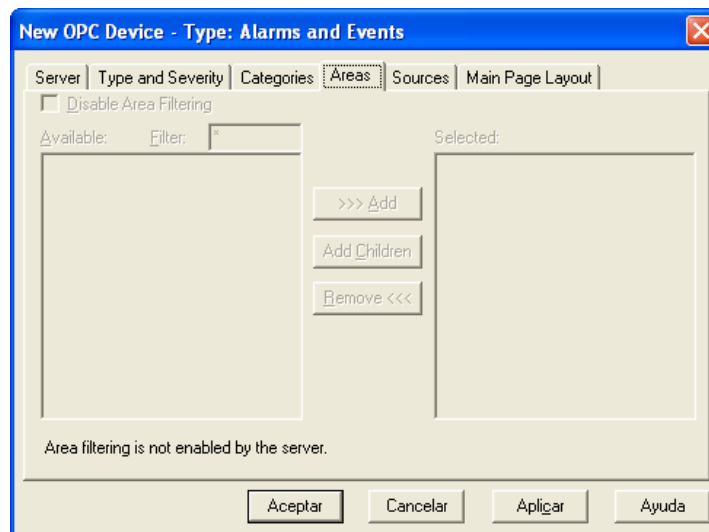 New OPC Device - Type: Alarms and Events
Server Type and Severity Categories Areas Sources Main Page Layout
Disable Area Filtering
Available: Filter: * Selected:
>>> Add
Add Children
Remove <<<
Area filtering is not enabled by the server.
Aceptar Cancelar Aplicar Ayuda